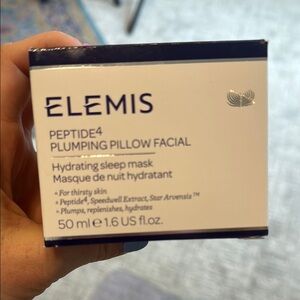 ELEMIS
PEPTIDE⁴
PLUMPING PILLOW FACIAL
Hydrating sleep mask
Masque de nuit hydratant
+ For thirsty skin
+ Peptide⁴, Speedwell Extract, Star Arvensis™
+ Plumps, replenishes, hydrates
50 ml e 1.6 US fl.oz.